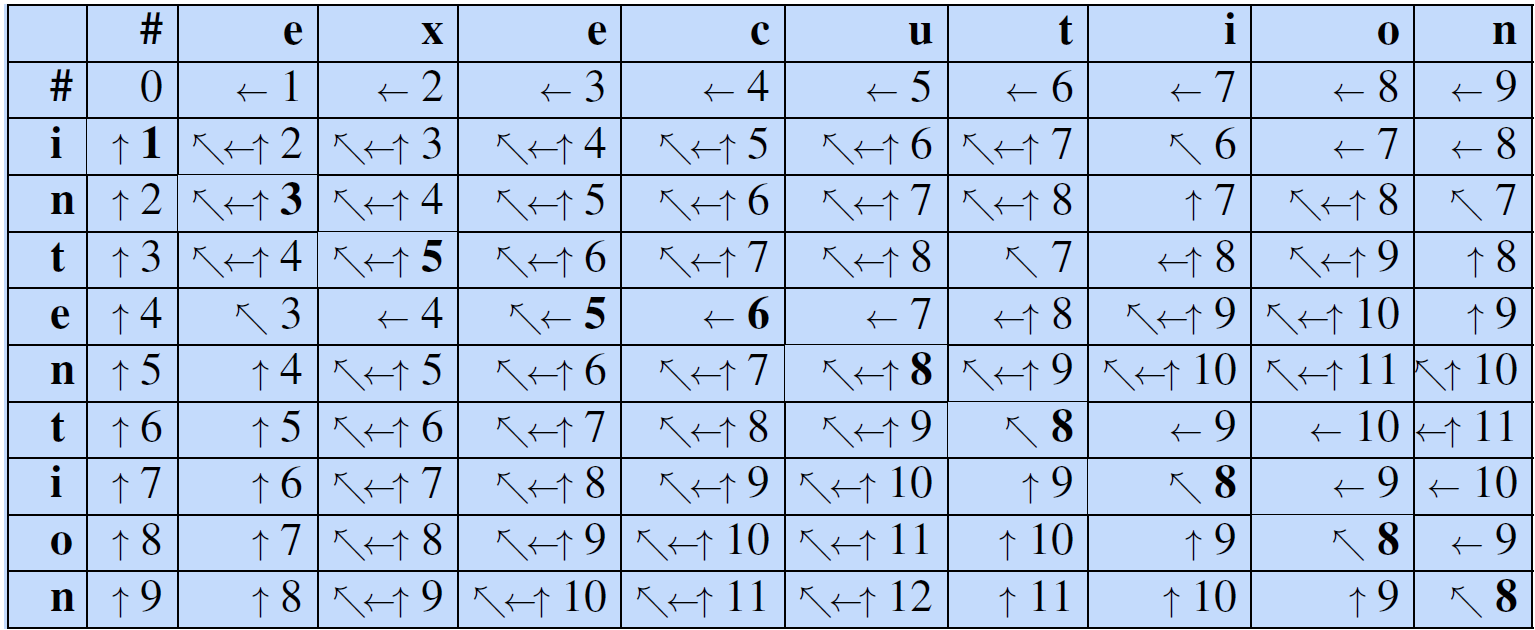 # e x e c u t i o n
# 0 ← 1 ← 2 ← 3 ← 4 ← 5 ← 6 ← 7 ← 8 ← 9
i ↑ 1 ↖←↑ 2 ↖←↑ 3 ↖←↑ 4 ↖←↑ 5 ↖←↑ 6 ↖←↑ 7 ↖ 6 ← 7 ← 8
n ↑ 2 ↖←↑ 3 ↖←↑ 4 ↖←↑ 5 ↖←↑ 6 ↖←↑ 7 ↖←↑ 8 ↑ 7 ↖←↑ 8 ↖ 7
t ↑ 3 ↖←↑ 4 ↖←↑ 5 ↖←↑ 6 ↖←↑ 7 ↖←↑ 8 ↖ 7 ←↑ 8 ↖←↑ 9 ↑ 8
e ↑ 4 ↖ 3 ← 4 ↖← 5 ← 6 ← 7 ←↑ 8 ↖←↑ 9 ↖←↑ 10 ↑ 9
n ↑ 5 ↑ 4 ↖←↑ 5 ↖←↑ 6 ↖←↑ 7 ↖←↑ 8 ↖←↑ 9 ↖←↑ 10 ↖←↑ 11 ↖↑ 10
t ↑ 6 ↑ 5 ↖←↑ 6 ↖←↑ 7 ↖←↑ 8 ↖←↑ 9 ↖ 8 ← 9 ← 10 ←↑ 11
i ↑ 7 ↑ 6 ↖←↑ 7 ↖←↑ 8 ↖←↑ 9 ↖←↑ 10 ↑ 9 ↖ 8 ← 9 ← 10
o ↑ 8 ↑ 7 ↖←↑ 8 ↖←↑ 9 ↖←↑ 10 ↖←↑ 11 ↑ 10 ↑ 9 ↖ 8 ← 9
n ↑ 9 ↑ 8 ↖←↑ 9 ↖←↑ 10 ↖←↑ 11 ↖←↑ 12 ↑ 11 ↑ 10 ↑ 9 ↖ 8